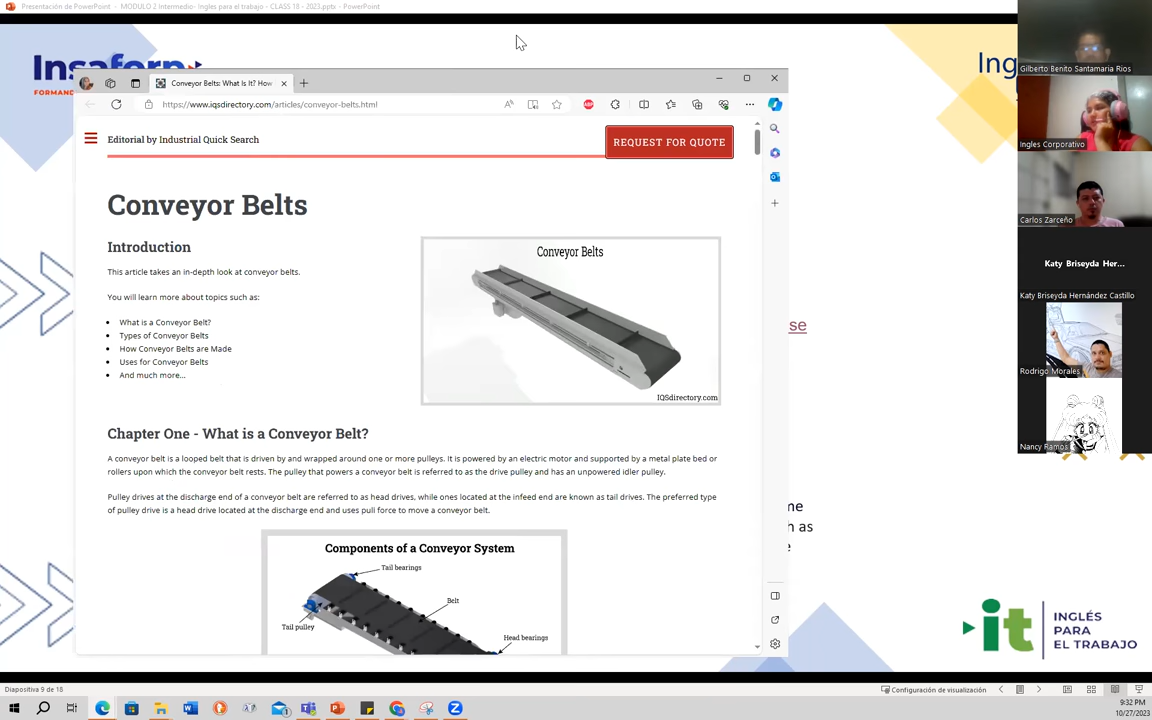 Presentación de PowerPoint - MODULO 2 Intermedio- Ingles para el trabajo - CLASS 18 - 2023.pptx - PowerPoint
Insaforp
FORMAN
Ing
Conveyor Belts: What Is It? How
https://www.iqsdirectory.com/articles/conveyor-belts.html
Editorial by Industrial Quick Search
REQUEST FOR QUOTE
Conveyor Belts
Introduction
This article takes an in-depth look at conveyor belts.
You will learn more about topics such as:
What is a Conveyor Belt?
Types of Conveyor Belts
How Conveyor Belts are Made
Uses for Conveyor Belts
And much more...
Conveyor Belts
IQSdirectory.com
Chapter One - What is a Conveyor Belt?
A conveyor belt is a looped belt that is driven by and wrapped around one or more pulleys. It is powered by an electric motor and supported by a metal plate bed or
rollers upon which the conveyor belt rests. The pulley that powers a conveyor belt is referred to as the drive pulley and has an unpowered idler pulley.
Pulley drives at the discharge end of a conveyor belt are referred to as head drives, while ones located at the infeed end are known as tail drives. The preferred type
of pulley drive is a head drive located at the discharge end and uses pull force to move a conveyor belt.
Components of a Conveyor System
Tail bearings
Belt
Tail pulley
Head bearings
se
me
h as
e
Gilberto Benito Santamaria Rios
Ingles Corporativo
Carlos Zarceño
Katy Briseyda Her...
Katy Briseyda Hernández Castillo
Rodrigo Morales
Nancy Ramos
it
INGLÉS
PARA
EL TRABAJO
Diapositiva 9 de 18
Configuración de visualización
9:32 PM
10/27/2023